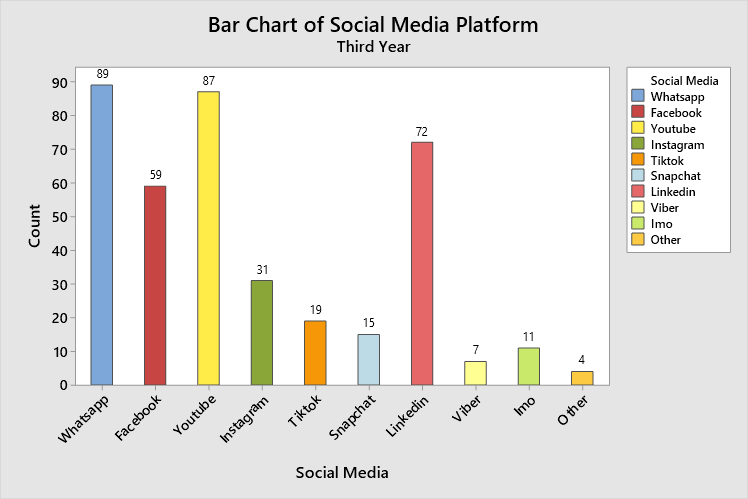 Bar Chart of Social Media Platform
Third Year
Count
90
80
70
60
50
40
30
20
10
0
89
59
87
31
19
15
72
7
11
4
Whatsapp
Facebook
Youtube
Instagram
Tiktok
Snapchat
Linkedin
Viber
Imo
Other
Social Media
Social Media
Whatsapp
Facebook
Youtube
Instagram
Tiktok
Snapchat
Linkedin
Viber
Imo
Other